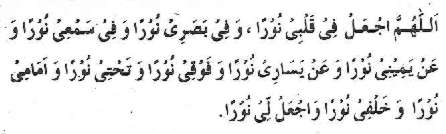 اَللّٰهُمَّ اجْعَلْ فِيْ قَلْبِيْ نُوْرًا ، وَ فِيْ بَصَرِيْ نُوْرًا وَ فِيْ سَمْعِيْ نُوْرًا وَ
عَنْ يَمِيْنِيْ نُوْرًا وَ عَنْ يَسَارِيْ نُوْرًا وَ فَوْقِيْ نُوْرًا وَ تَحْتِيْ نُوْرًا وَ اَمَامِيْ
نُوْرًا وَ خَلْفِيْ نُوْرًا وَاجْعَلْ لِّيْ نُوْرًا.